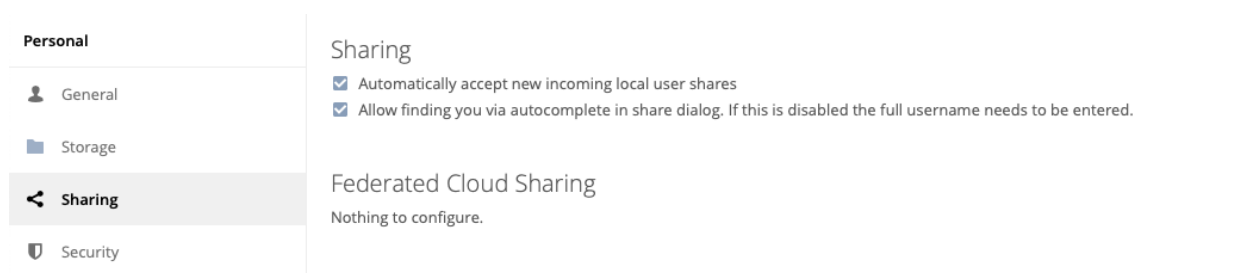 Personal
General
Storage
Sharing
Security
Sharing
Automatically accept new incoming local user shares
Allow finding you via autocomplete in share dialog. If this is disabled the full username needs to be entered.
Federated Cloud Sharing
Nothing to configure.